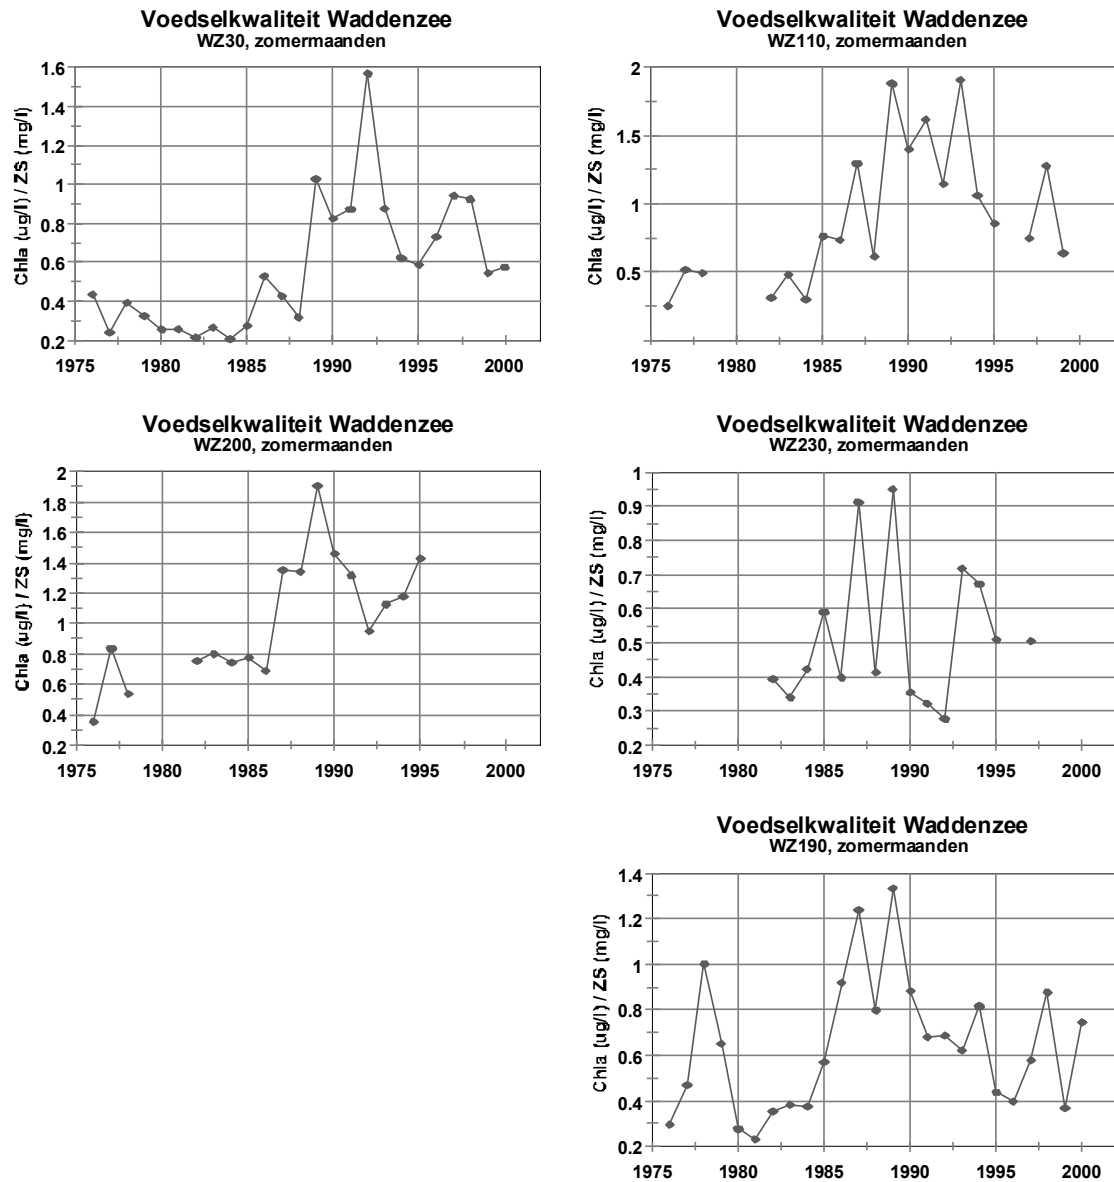 Voedselkwaliteit Waddenzee
WZ30, zomermaanden
Chla (ug/l) / ZS (mg/l)
1.6
1.4
1.2
1
0.8
0.6
0.4
0.2
1975 1980 1985 1990 1995 2000
Voedselkwaliteit Waddenzee
WZ110, zomermaanden
Chla (ug/l) / ZS (mg/l)
2
1.5
1
0.5
1975 1980 1985 1990 1995 2000
Voedselkwaliteit Waddenzee
WZ200, zomermaanden
Chla (ug/l) / ZS (mg/l)
2
1.8
1.6
1.4
1.2
1
0.8
0.6
0.4
0.2
1975 1980 1985 1990 1995 2000
Voedselkwaliteit Waddenzee
WZ230, zomermaanden
Chla (ug/l) / ZS (mg/l)
1
0.9
0.8
0.7
0.6
0.5
0.4
0.3
0.2
1975 1980 1985 1990 1995 2000
Voedselkwaliteit Waddenzee
WZ190, zomermaanden
Chla (ug/l) / ZS (mg/l)
1.4
1.2
1
0.8
0.6
0.4
0.2
1975 1980 1985 1990 1995 2000